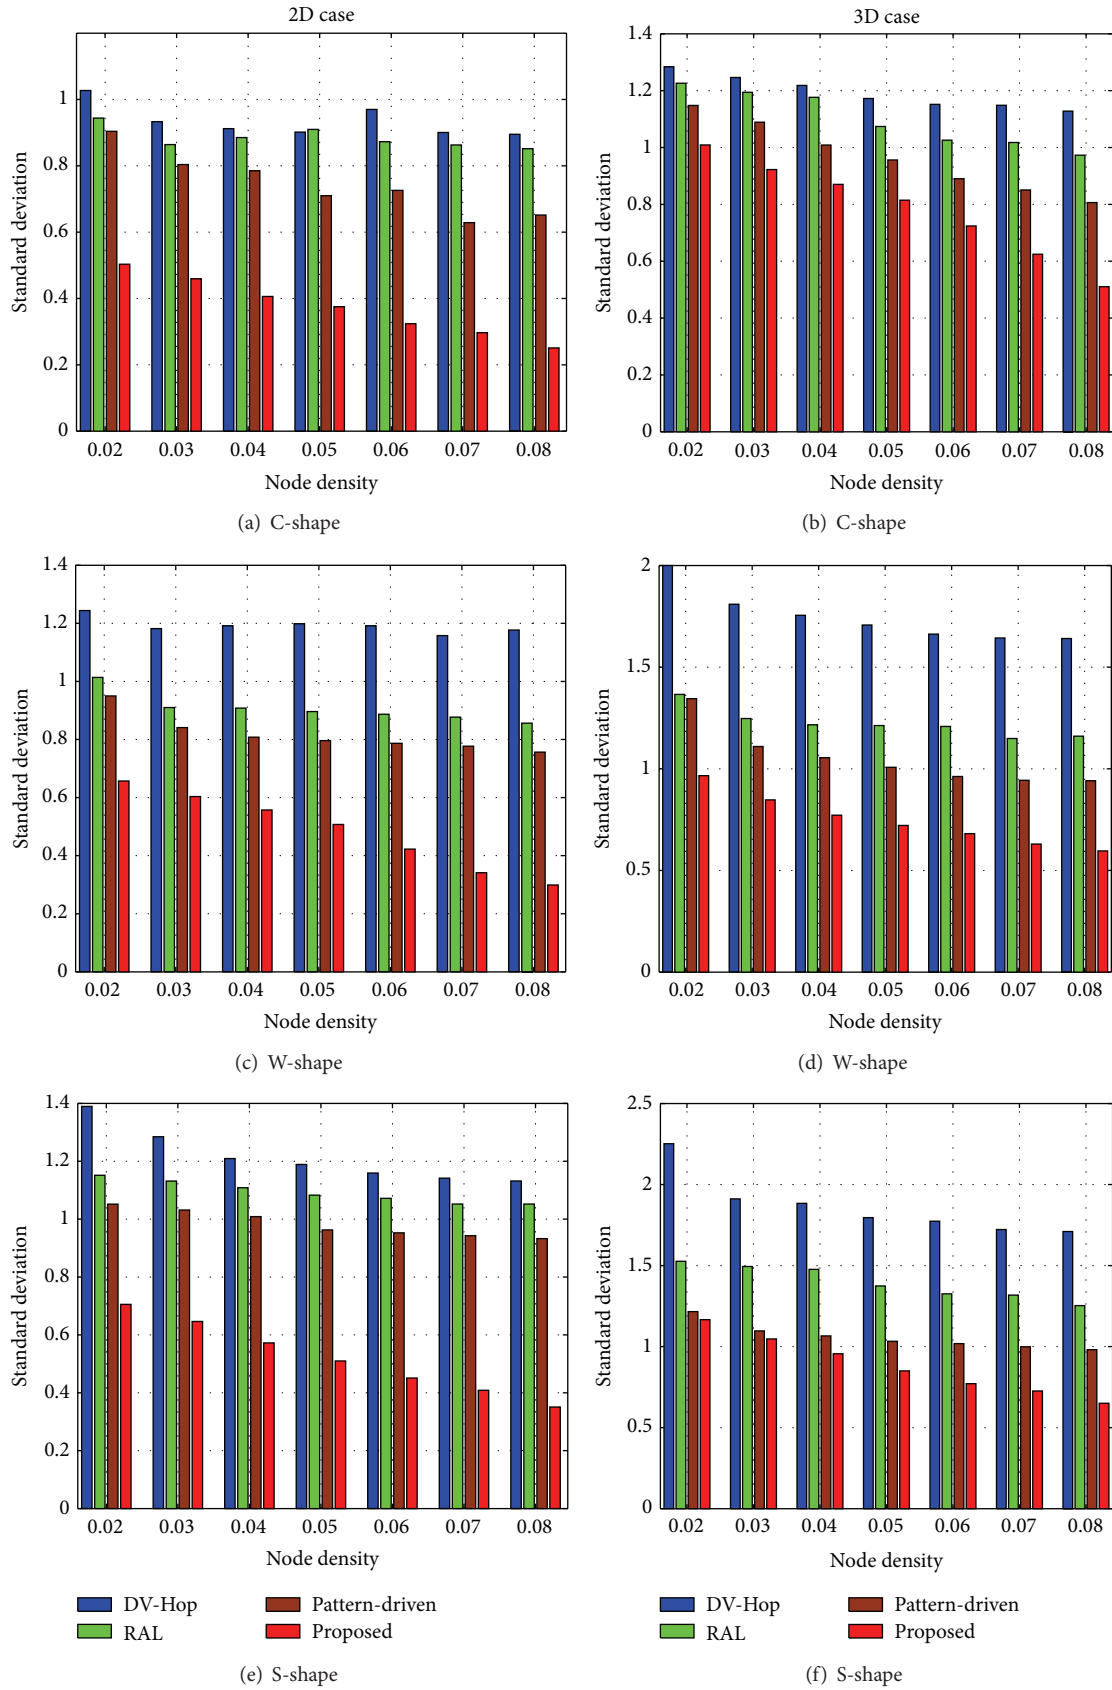 2D case
1
0.8
0.6
0.4
0.2
0
Standard deviation
0.02 0.03 0.04 0.05 0.06 0.07 0.08
Node density
(a) C-shape
3D case
1.4
1.2
1
0.8
0.6
0.4
0.2
0
Standard deviation
0.02 0.03 0.04 0.05 0.06 0.07 0.08
Node density
(b) C-shape
1.4
1.2
1
0.8
0.6
0.4
0.2
0
Standard deviation
0.02 0.03 0.04 0.05 0.06 0.07 0.08
Node density
(c) W-shape
2
1.5
1
0.5
0
Standard deviation
0.02 0.03 0.04 0.05 0.06 0.07 0.08
Node density
(d) W-shape
1.4
1.2
1
0.8
0.6
0.4
0.2
0
Standard deviation
0.02 0.03 0.04 0.05 0.06 0.07 0.08
Node density
DV-Hop
RAL
Pattern-driven
Proposed
(e) S-shape
2.5
2
1.5
1
0.5
0
Standard deviation
0.02 0.03 0.04 0.05 0.06 0.07 0.08
Node density
DV-Hop
RAL
Pattern-driven
Proposed
(f) S-shape